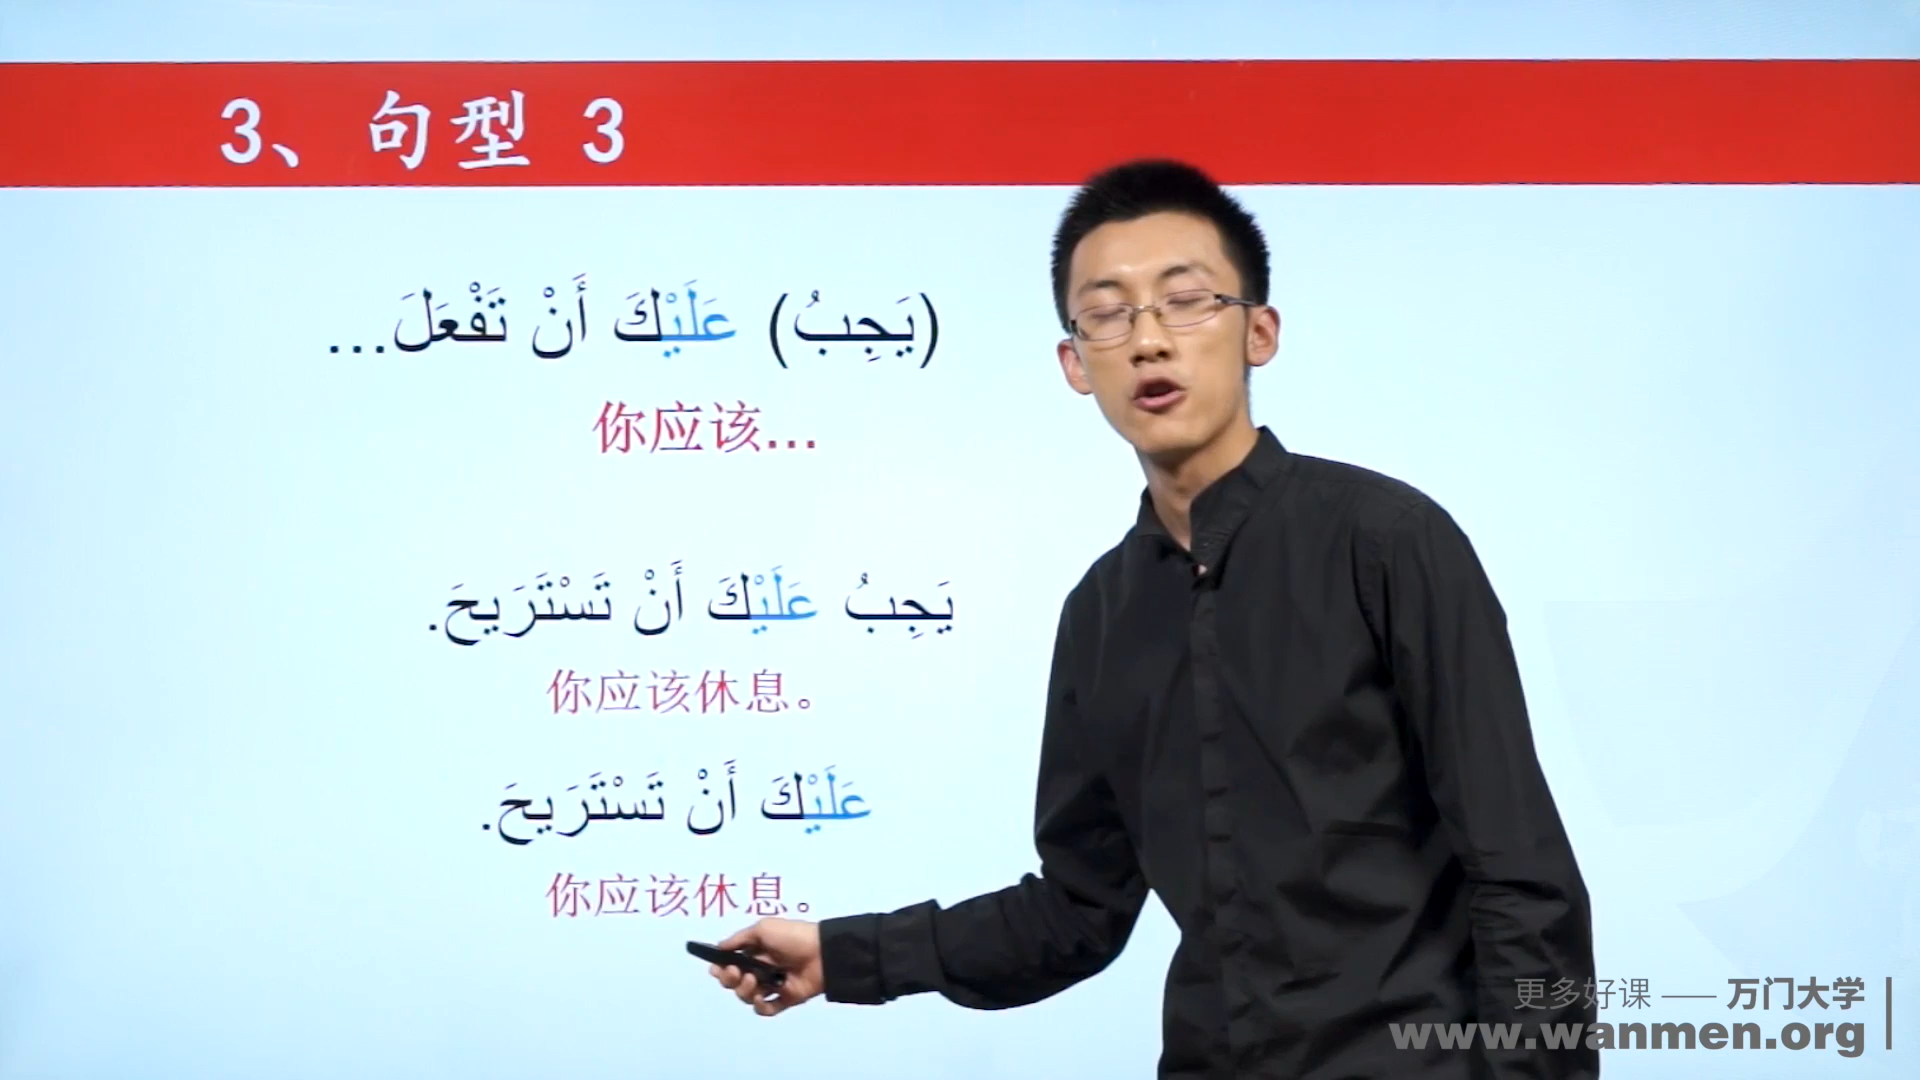 3、句型 3
(يَجِبُ) عَلَيْكَ أَنْ تَفْعَلَ...
你应该...
يَجِبُ عَلَيْكَ أَنْ تَسْتَرَيحَ.
你应该休息。
عَلَيْكَ أَنْ تَسْتَرَيحَ.
你应该休息。
更多好课 —— 万门大学
www.wanmen.org